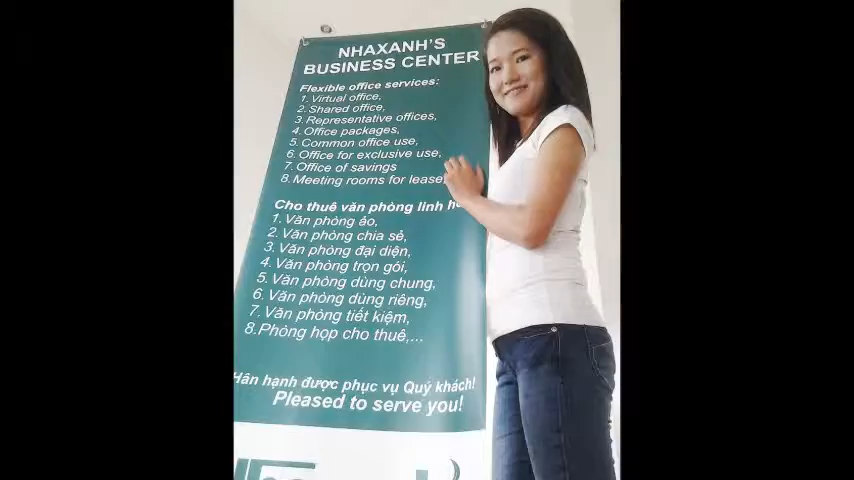 NHAXANH'S
BUSINESS CENTER
Flexible office services:
1. Virtual office,
2. Shared office,
3. Representative offices,
4. Office packages,
5. Common office use,
6. Office for exclusive use,
7. Office of savings
8. Meeting rooms for lease,
Cho thuê văn phòng linh
1. Văn phòng ảo,
2. Văn phòng chia sẻ,
3. Văn phòng đại diện,
4. Văn phòng trọn gói,
5. Văn phòng dùng chung,
6. Văn phòng dùng riêng,
7. Văn phòng tiết kiệm,
8. Phòng họp cho thuê,...
Hân hạnh được phục vụ Quý khách!
Pleased to serve you!